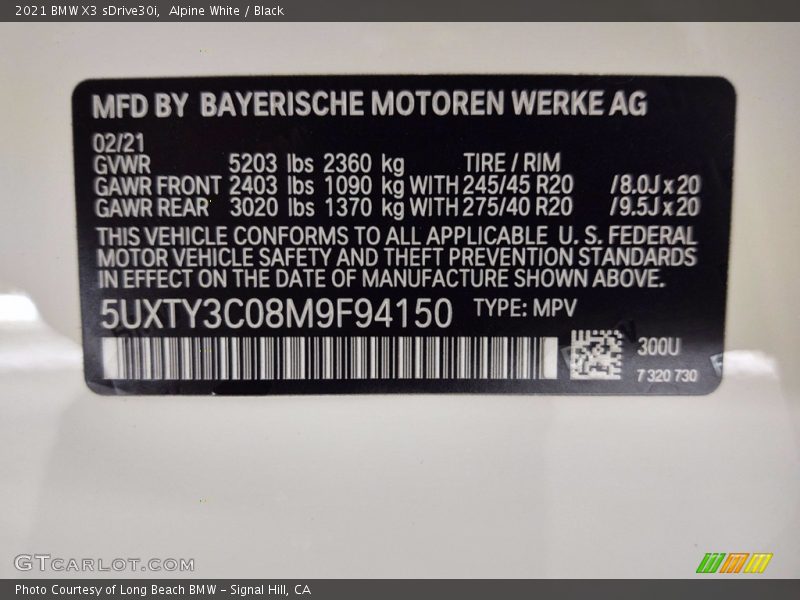 2021 BMW X3 sDrive30i,  Alpine White / Black
MFD BY BAYERISCHE MOTOREN WERKE AG
02/21
GVWR 5203 lbs 2360 kg TIRE / RIM
GAWR FRONT 2403 lbs 1090 kg WITH 245/45 R20 /8.0J x 20
GAWR REAR 3020 lbs 1370 kg WITH 275/40 R20 /9.5J x 20
THIS VEHICLE CONFORMS TO ALL APPLICABLE U. S. FEDERAL
MOTOR VEHICLE SAFETY AND THEFT PREVENTION STANDARDS
IN EFFECT ON THE DATE OF MANUFACTURE SHOWN ABOVE.
5UXTY3C08M9F94150 TYPE: MPV
300U
7 320 730
GTCARLOT.COM
Photo Courtesy of Long Beach BMW – Signal Hill, CA